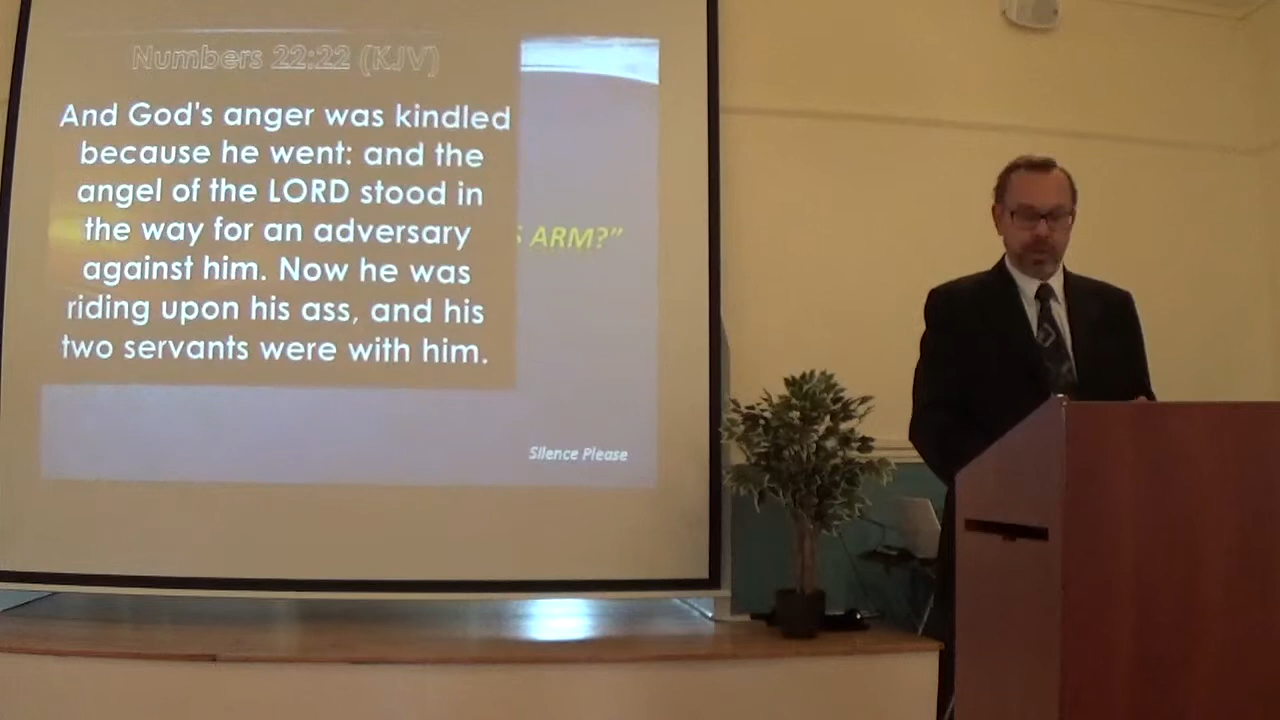 Numbers 22:22 (KJV)
And God's anger was kindled
because he went: and the
angel of the LORD stood in
the way for an adversary
against him. Now he was
riding upon his ass, and his
two servants were with him.
ARM?"
Silence Please